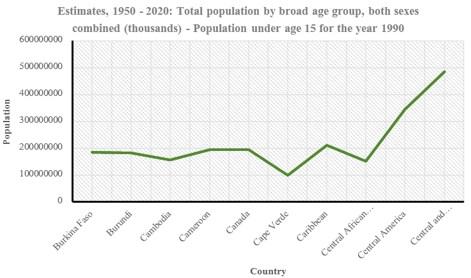 Estimates, 1950 - 2020: Total population by broad age group, both sexes
combined (thousands) - Population under age 15 for the year 1990
600000000
500000000
400000000
300000000
200000000
100000000
0
Population
Burkina Faso
Burundi
Cambodia
Cameroon
Canada
Cape Verde
Caribbean
Central African…
Central America
Central and…
Country